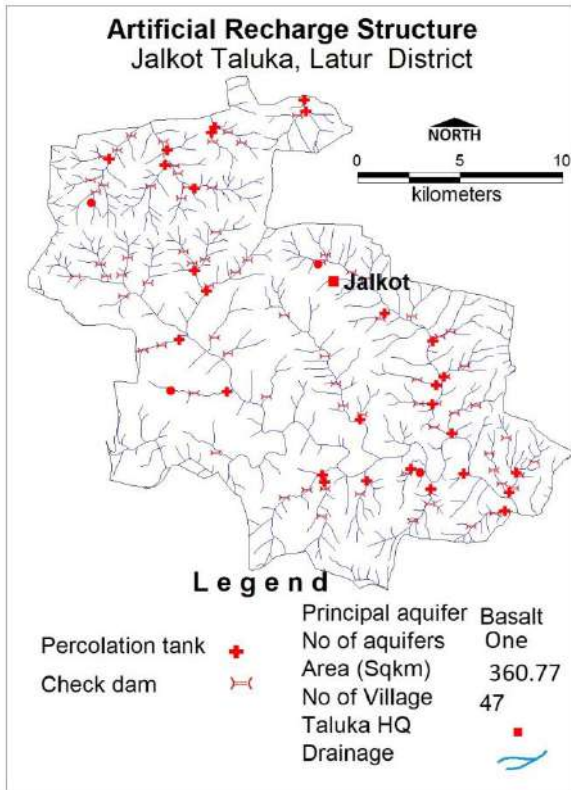 Artificial Recharge Structure
Jalkot Taluka, Latur District
NORTH
0 5 10
kilometers
Jalkot
Legend
Percolation tank
Check dam
Principal aquifer Basalt
No of aquifers One
Area (Sqkm) 360.77
No of Village 47
Taluka HQ
Drainage